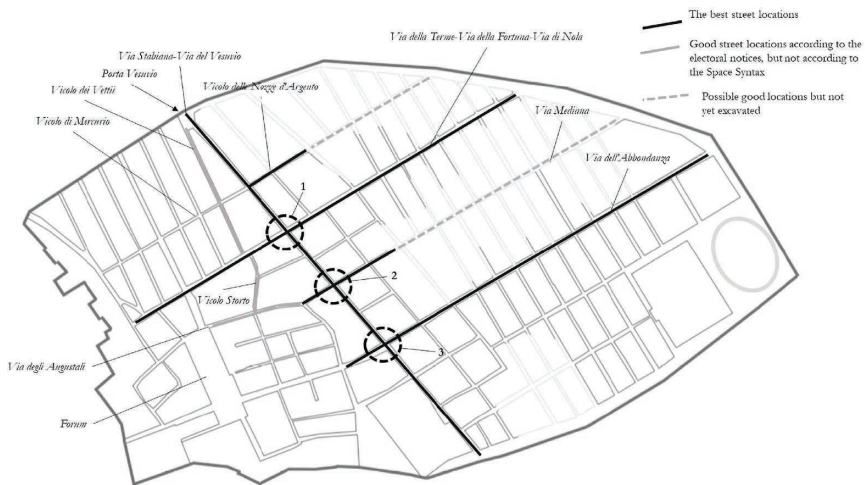 The best street locations
Good street locations according to the
electoral notices, but not according to
the Space Syntax
Possible good locations but not
yet excavated
Via della Terme-Via della Fortuna-Via di Nola
Via Stabiana-Via del Vesuvio
Porta Vesuvio
Vicolo delle Nozze d'Argento
Vicolo dei Vettii
Vicolo di Mercurio
Via Mediana
Via dell'Abbondanza
1
2
Vicolo Storto
3
Via degli Augustali
Forum